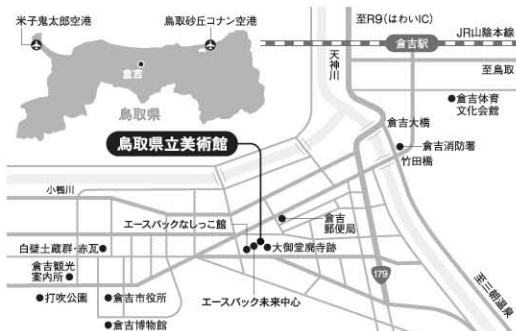 米子鬼太郎空港
鳥取砂丘コナン空港
至R9(はわいIC)
JR山陰本線
倉吉駅
倉吉
天神川
至鳥取
鳥取県
倉吉体育
文化会館
倉吉大橋
鳥取県立美術館
倉吉消防署
竹田橋
小鴨川
エースパックなしっこ館
倉吉
郵便局
白壁土蔵群・赤瓦
大御堂廃寺跡
倉吉観光
案内所
179
至三朝温泉
打吹公園
倉吉市役所
エースパック未来中心
倉吉博物館